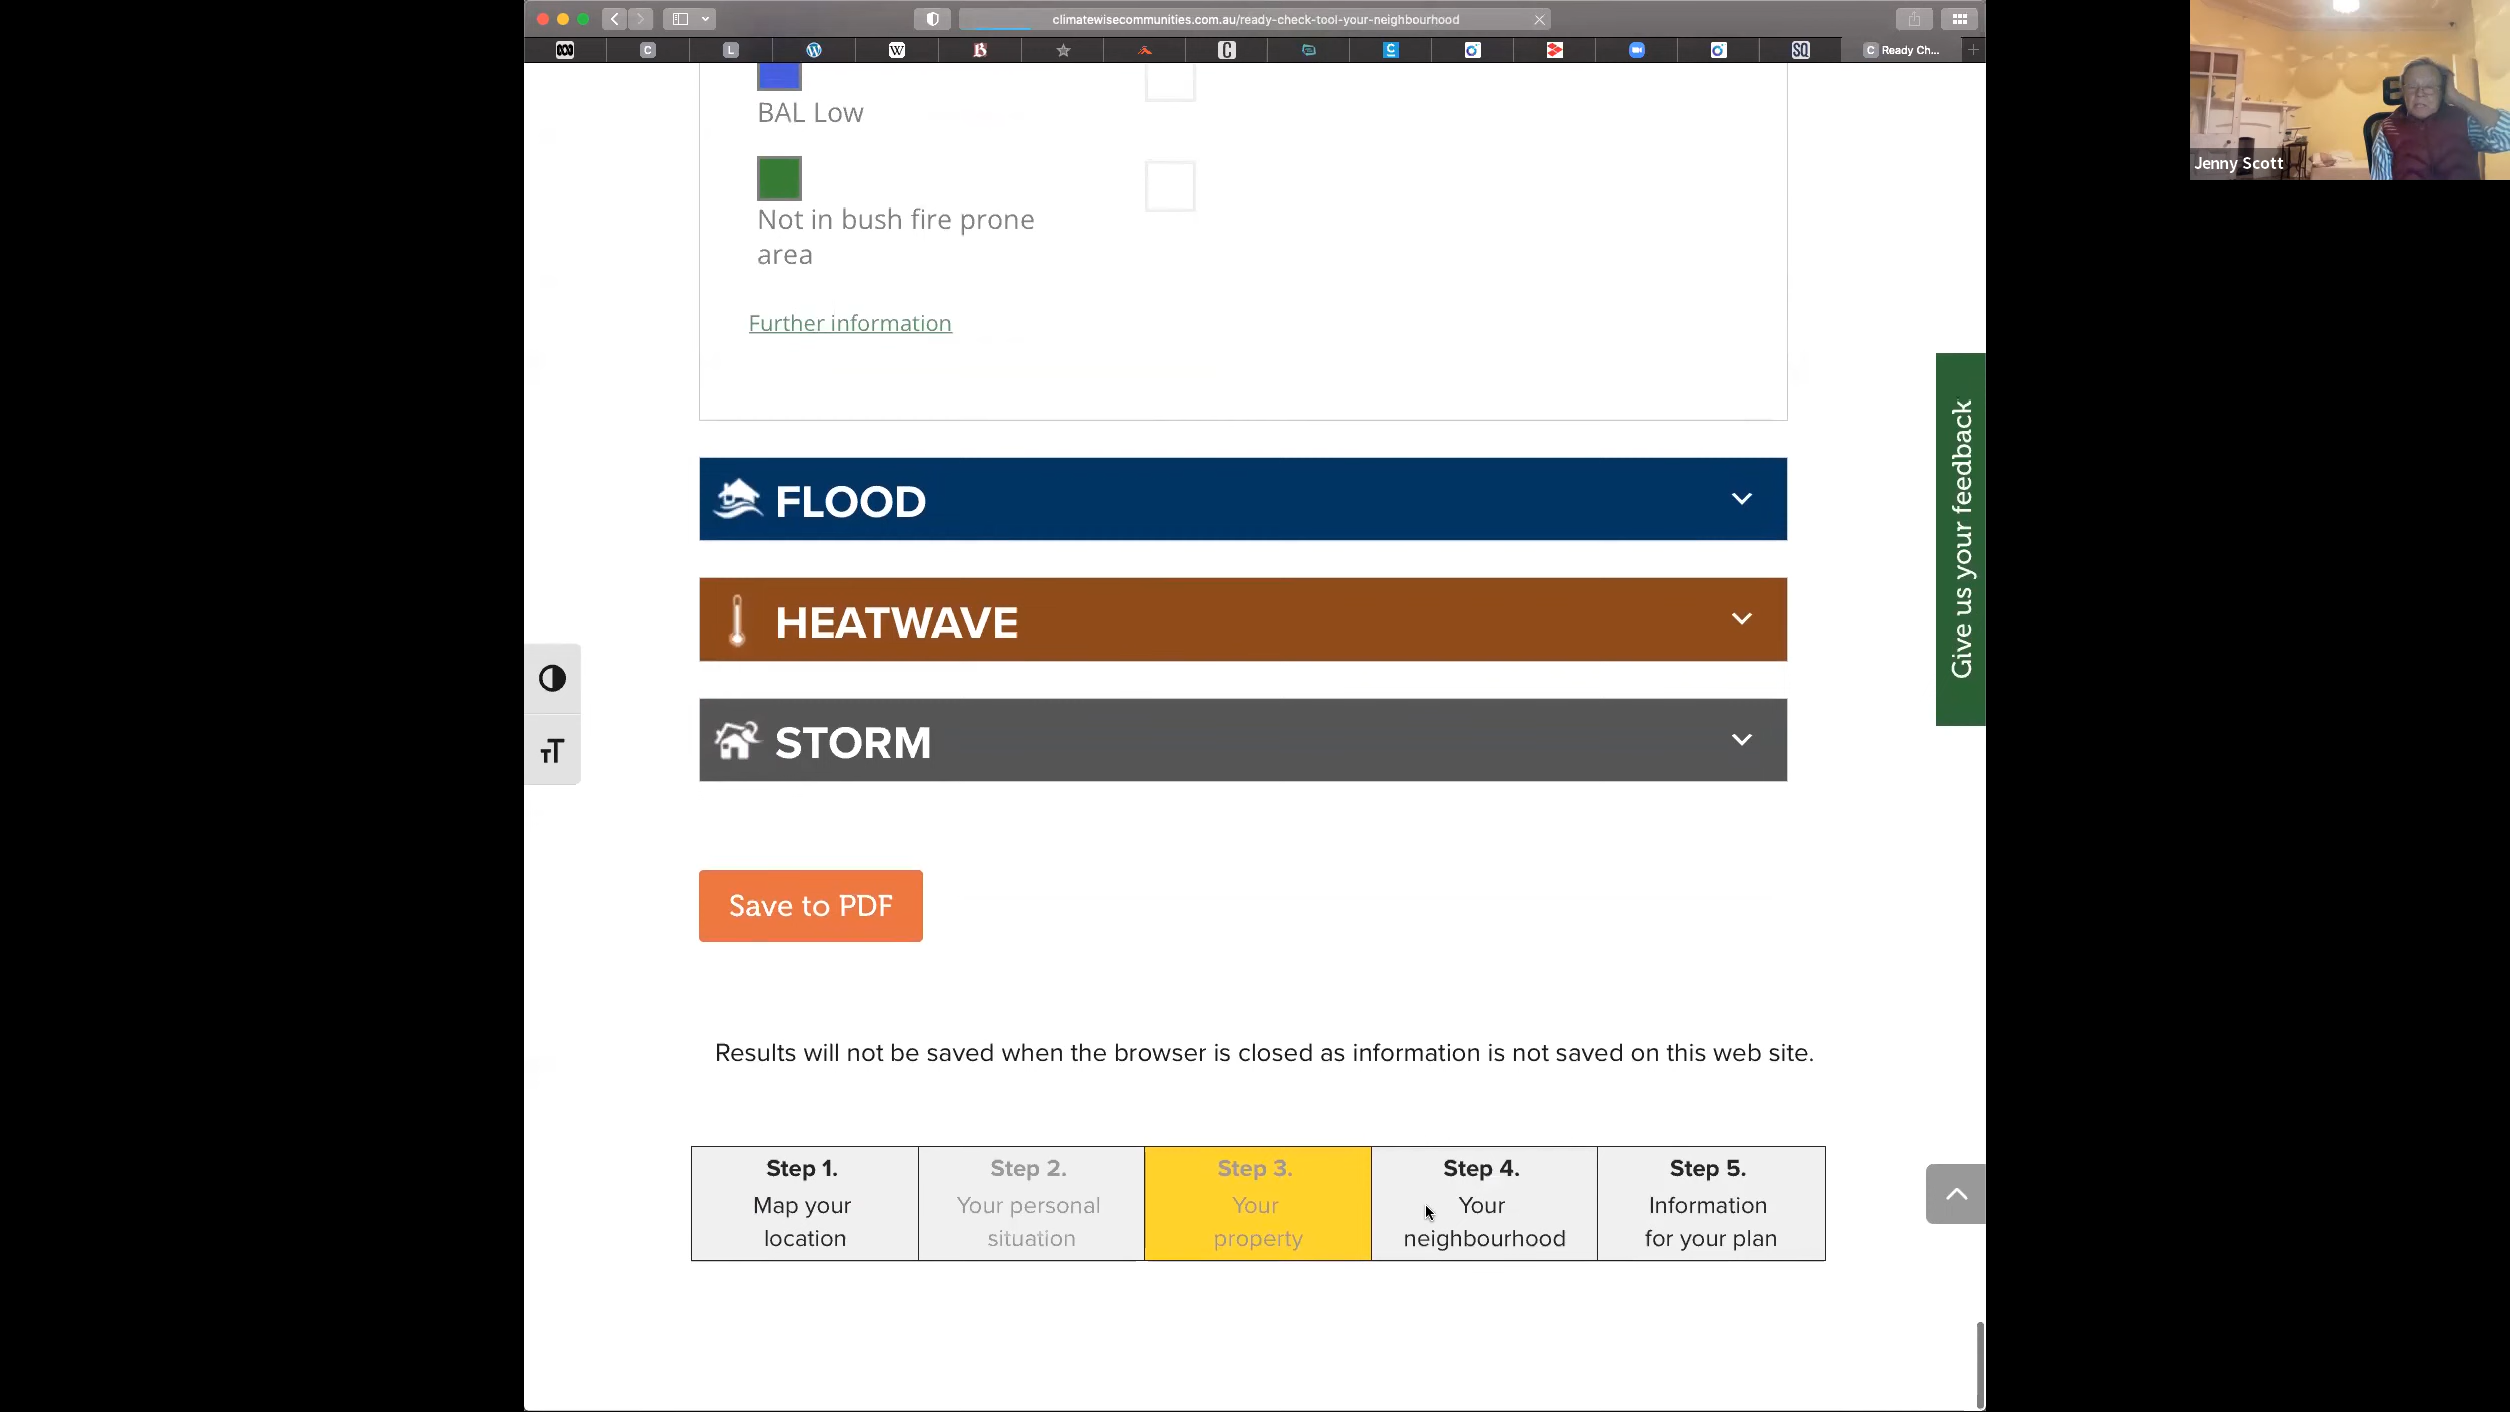 climatewisecommunities.com.au/ready-check-tool-your-neighbourhood
C
L
W
C
C
SQ
C Ready Ch...
BAL Low
Not in bush fire prone
area
Further information
FLOOD
HEATWAVE
STORM
Save to PDF
Results will not be saved when the browser is closed as information is not saved on this web site.
Step 1.
Map your
location
Step 2.
Your personal
situation
Step 3.
Your
property
Step 4.
Your
neighbourhood
Step 5.
Information
for your plan
Give us your feedback
TT
Jenny Scott